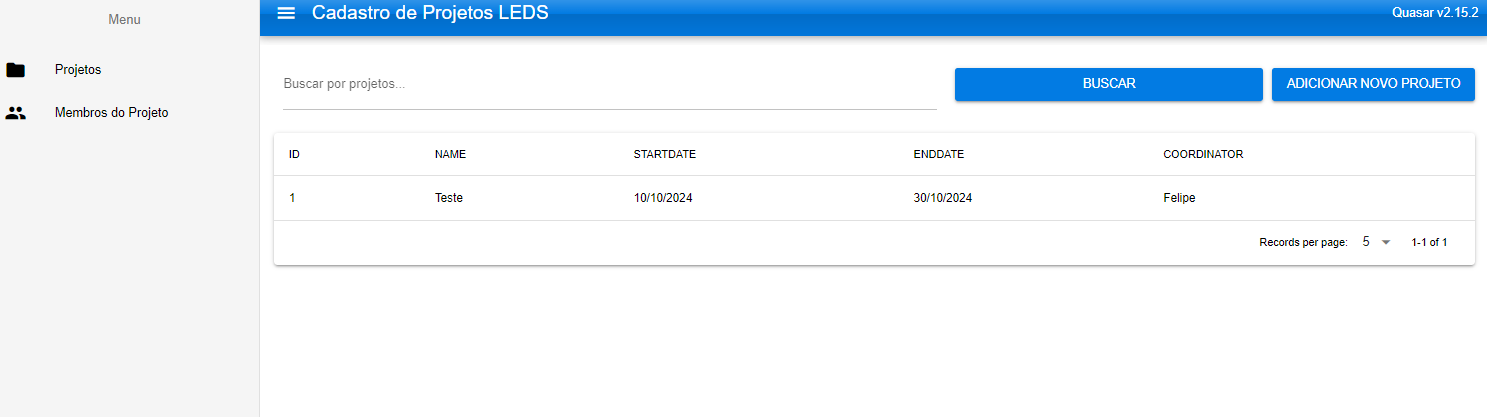 Menu
Projetos
Membros do Projeto
Cadastro de Projetos LEDS
Quasar v2.15.2
Buscar por projetos...
BUSCAR
ADICIONAR NOVO PROJETO
ID NAME STARTDATE ENDDATE COORDINATOR
1 Teste 10/10/2024 30/10/2024 Felipe
Records per page: 5 1-1 of 1